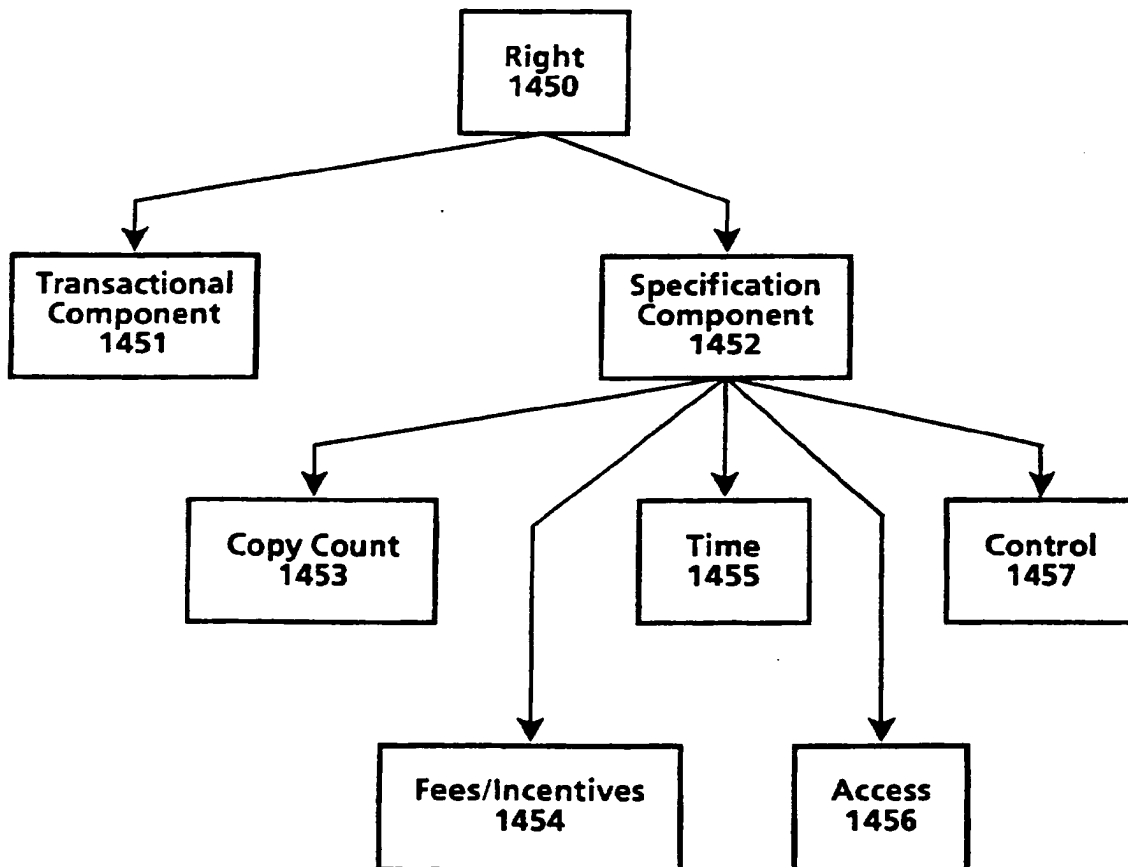 Right
1450
Transactional
Component
1451
Specification
Component
1452
Copy Count
1453
Time
1455
Control
1457
Fees/Incentives
1454
Access
1456